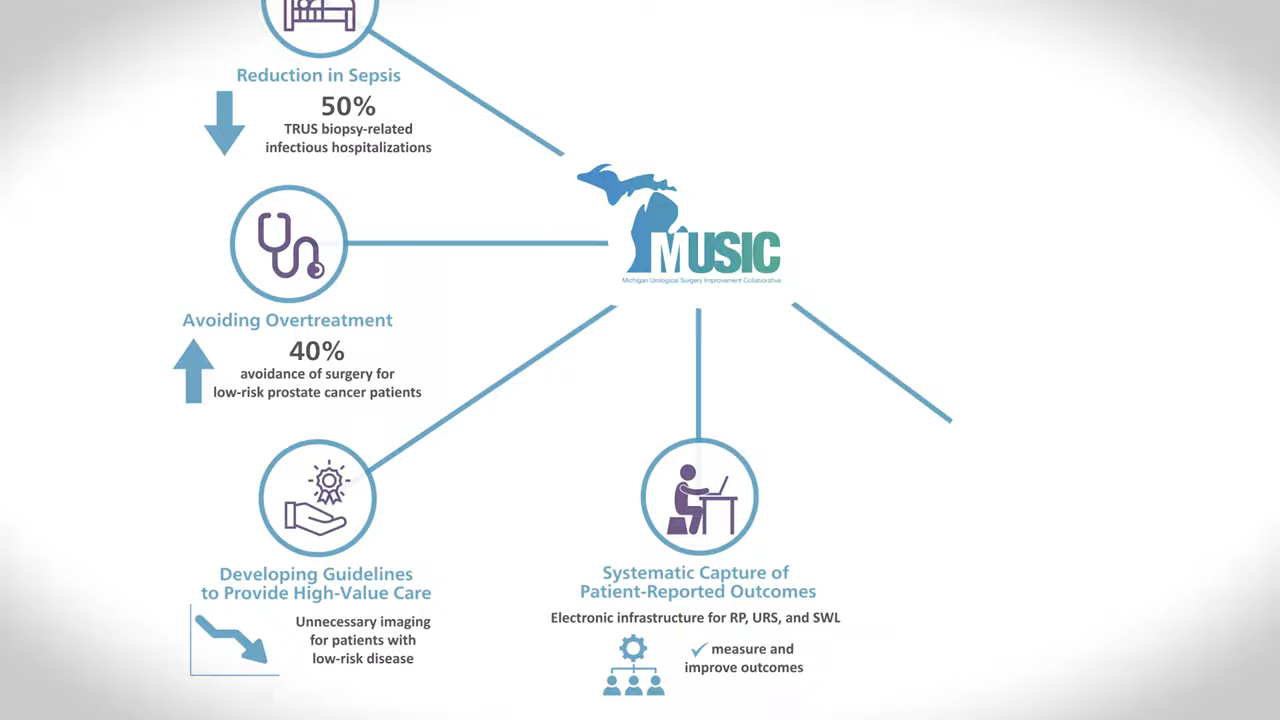 Reduction in Sepsis
50%
TRUS biopsy-related
infectious hospitalizations
MUSIC
Michigan Urological Surgery Improvement Collaborative
Avoiding Overtreatment
40%
avoidance of surgery for
low-risk prostate cancer patients
Developing Guidelines
to Provide High-Value Care
Unnecessary imaging
for patients with
low-risk disease
Systematic Capture of
Patient-Reported Outcomes
Electronic infrastructure for RP, URS, and SWL
measure and
improve outcomes